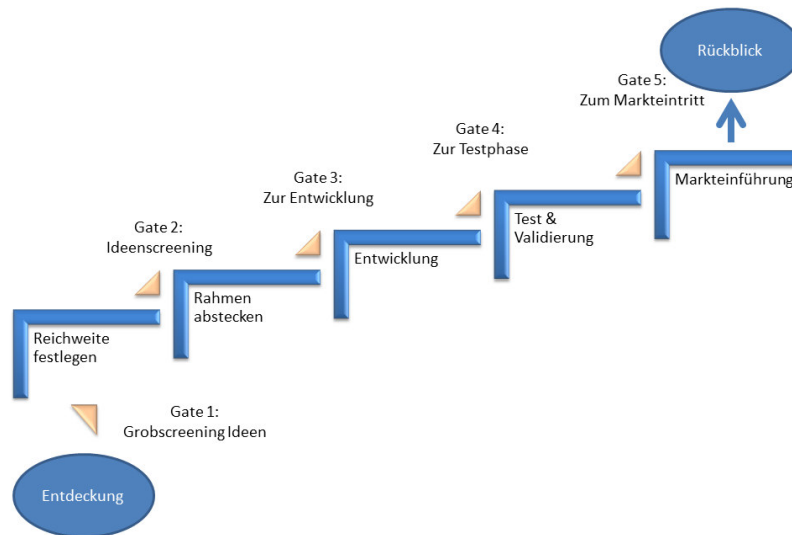 Rückblick
Gate 5:
Zum Markteintritt
Gate 4:
Zur Testphase
Markteinführung
Gate 3:
Zur Entwicklung
Test &
Validierung
Gate 2:
Ideenscreening
Entwicklung
Rahmen
abstecken
Reichweite
festlegen
Gate 1:
Grobscreening Ideen
Entdeckung